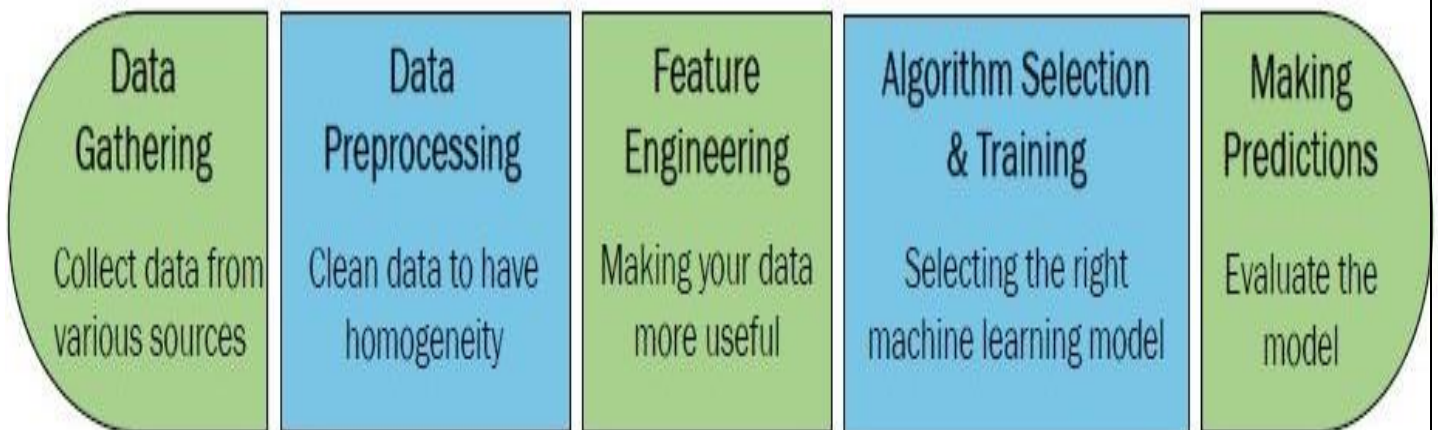 Data
Gathering
Collect data from
various sources
Data
Preprocessing
Clean data to have
homogeneity
Feature
Engineering
Making your data
more useful
Algorithm Selection
& Training
Selecting the right
machine learning model
Making
Predictions
Evaluate the
model